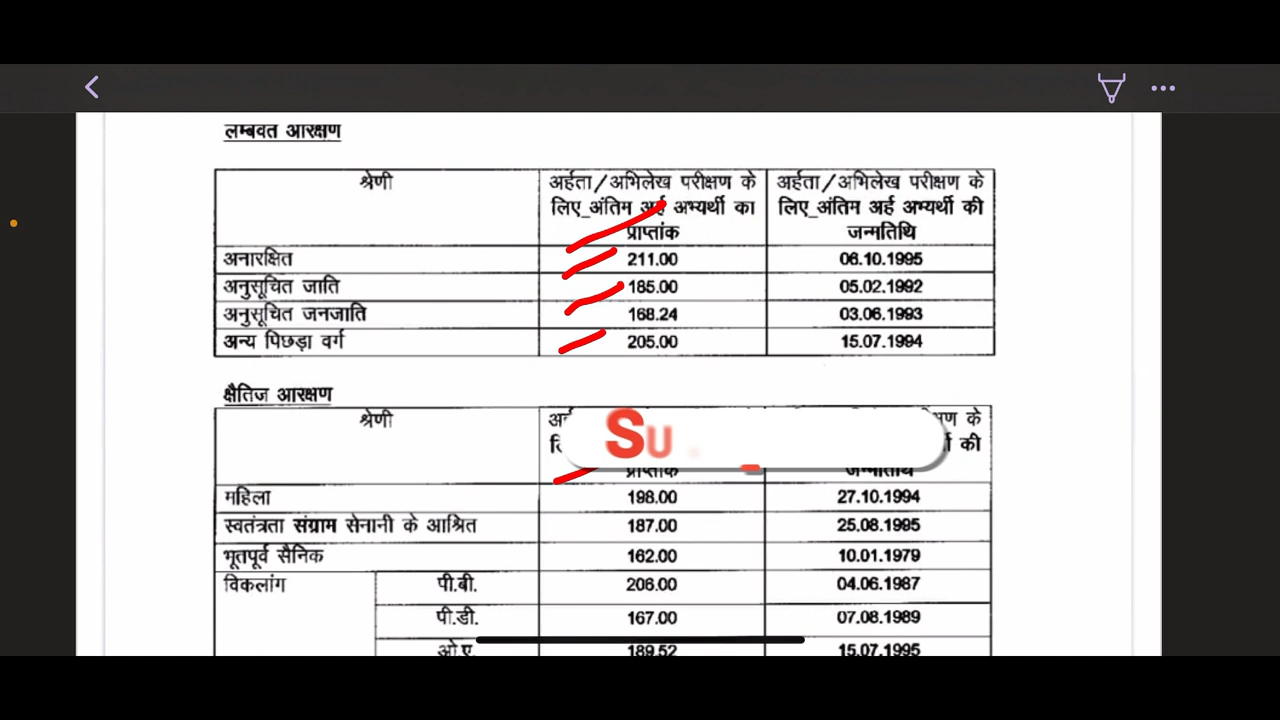 लम्बवत आरक्षण
श्रेणी
अर्हता/अभिलेख परीक्षण के
लिए_अंतिम अर्ह अभ्यर्थी का
प्राप्तांक
अर्हता/अभिलेख परीक्षण के
लिए_अंतिम अर्ह अभ्यर्थी की
जन्मतिथि
अनारक्षित 211.00 06.10.1995
अनुसूचित जाति 185.00 05.02.1992
अनुसूचित जनजाति 168.24 03.06.1993
अन्य पिछड़ा वर्ग 205.00 15.07.1994
क्षैतिज आरक्षण
श्रेणी
के
की
प्राप्तांक
जन्मतिथि
SU
महिला 198.00 27.10.1994
स्वतंत्रता संग्राम सेनानी के आश्रित 187.00 25.08.1995
भूतपूर्व सैनिक 162.00 10.01.1979
विकलांग पी.बी. 206.00 04.06.1987
पी.डी. 167.00 07.08.1989
ओ.ए. 189.52 15.07.1995